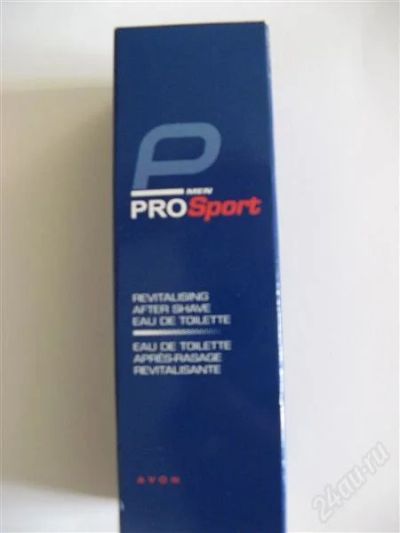 P
MEN
PROSport
REVITALISING
AFTER SHAVE
EAU DE TOILETTE
EAU DE TOILETTE
APRÈS-RASAGE
REVITALISANTE
AVON
24au.ru